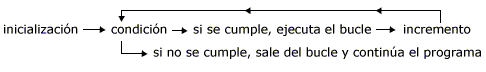 inicialización condición si se cumple, ejecuta el bucle incremento
si no se cumple, sale del bucle y continúa el programa